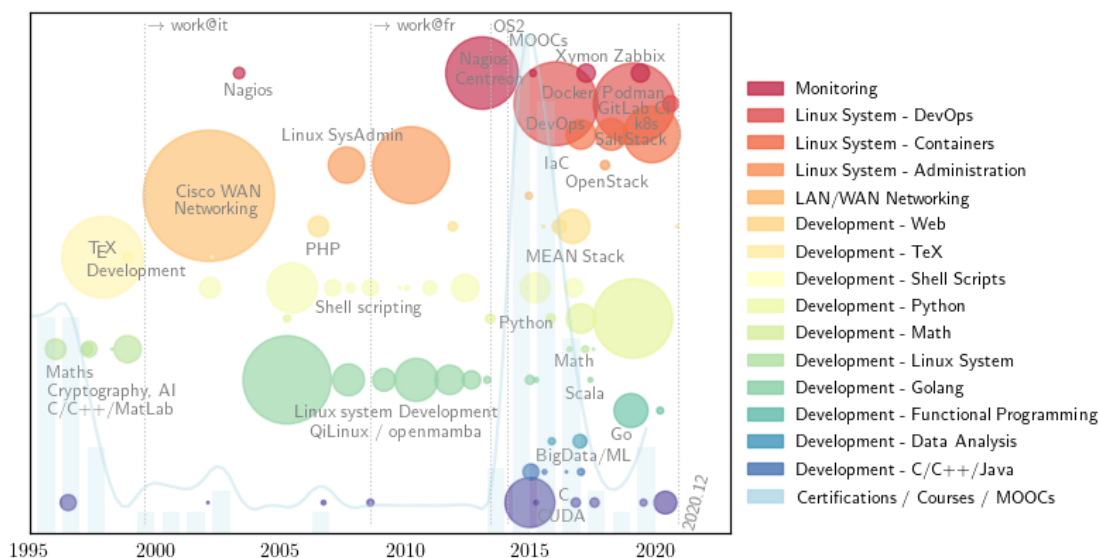 → work@it
→ work@fr
OS2
MOOCs
Nagios
Nagios
Centreon
Xymon Zabbix
Docker
Podman
GitLab CI
DevOps
k8s
SaltStack
Linux SysAdmin
IaC
OpenStack
Cisco WAN
Networking
TEX
Development
PHP
MEAN Stack
Shell scripting
Python
Maths
Cryptography, AI
C/C++/MatLab
Math
Scala
Linux system Development
QiLinux / openmamba
Go
BigData/ML
C
CUDA
2020.12
1995
2000
2005
2010
2015
2020
Monitoring
Linux System - DevOps
Linux System - Containers
Linux System - Administration
LAN/WAN Networking
Development - Web
Development - TeX
Development - Shell Scripts
Development - Python
Development - Math
Development - Linux System
Development - Golang
Development - Functional Programming
Development - Data Analysis
Development - C/C++/Java
Certifications / Courses / MOOCs